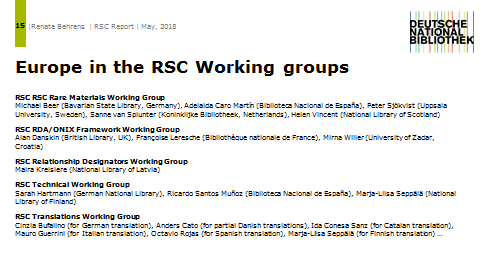 15 |Renate Behrens | RSC Report | May, 2018
DEUTSCHE
NATIONAL
BIBLIOTHEK
Europe in the RSC Working groups
RSC RSC Rare Materials Working Group
Michael Beer (Bavarian State Library, Germany), Adelaida Caro Martín (Biblioteca Nacional de España), Peter Sjökvist (Uppsala
University, Sweden), Sanne van Splunter (Koninklijke Bibliotheek, Netherlands), Helen Vincent (National Library of Scotland)
RSC RDA/ONIX Framework Working Group
Alan Danskin (British Library, UK), Françoise Leresche (Bibliothèque nationale de France), Mirna Willer (University of Zadar,
Croatia)
RSC Relationship Designators Working Group
Maira Kreislere (National Library of Latvia)
RSC Technical Working Group
Sarah Hartmann (German National Library), Ricardo Santos Muñoz (Biblioteca Nacional de España), Marja-Liisa Seppälä (National
Library of Finland)
RSC Translations Working Group
Cinzia Bufalino (for German translation), Anders Cato (for partial Danish translations), Ida Conesa Sanz (for Catalan translation),
Mauro Guerrini (for Italian translation), Octavio Rojas (for Spanish translation), Marja-Liisa Seppälä (for Finnish translation) ...